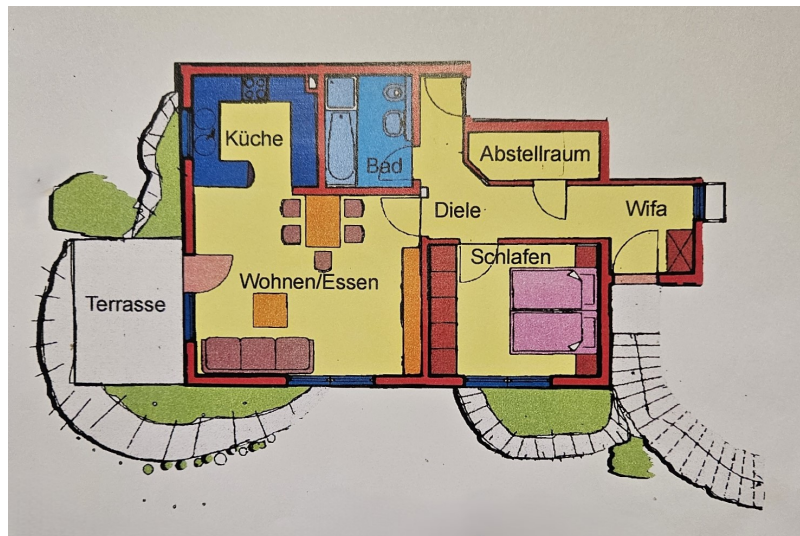 Küche
Bad
Abstellraum
Diele
Wifa
Wohnen/Essen
Schlafen
Terrasse